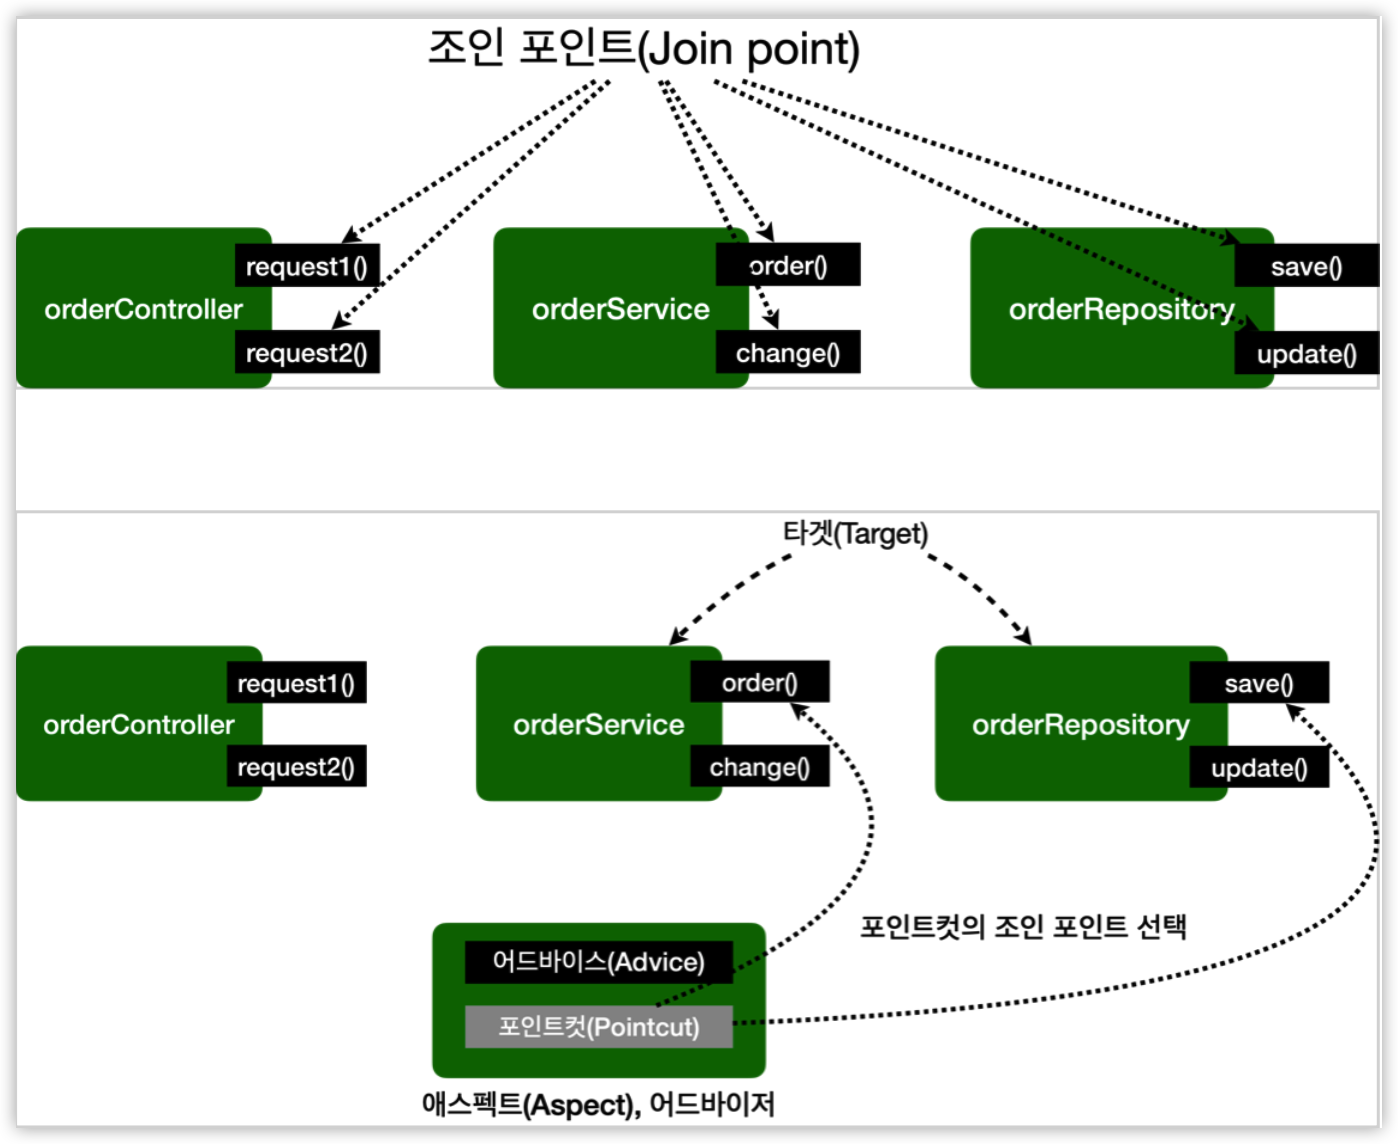 조인 포인트(Join point)
request1()
order()
save()
orderController
orderService
orderRepository
request2()
change()
update()
타겟(Target)
request1()
order()
save()
orderController
orderService
orderRepository
request2()
change()
update()
포인트컷의 조인 포인트 선택
어드바이스(Advice)
포인트컷(Pointcut)
애스펙트(Aspect), 어드바이저